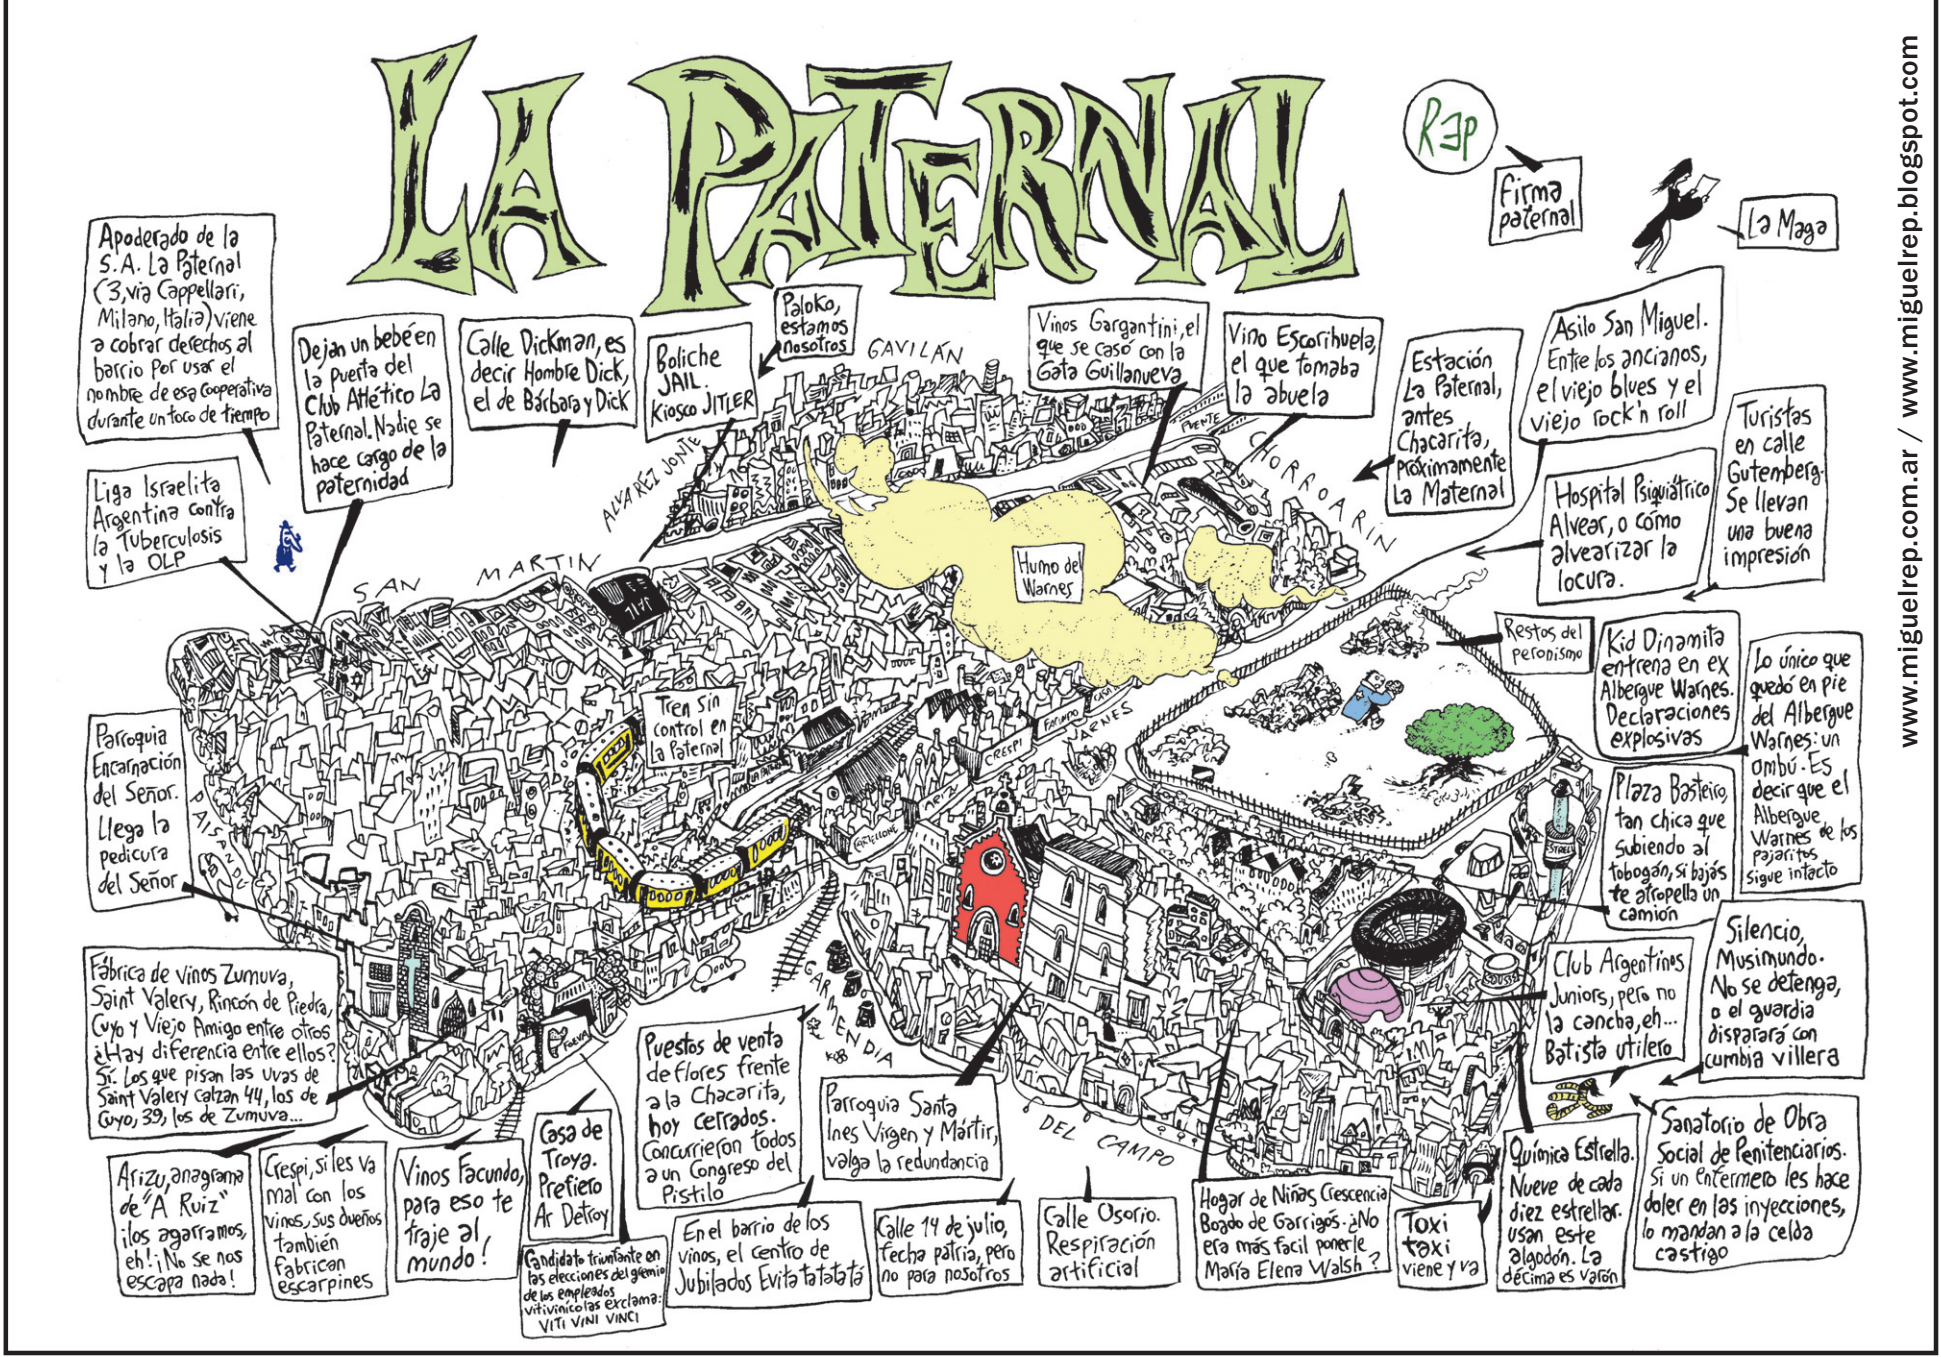 LA PATERNAL
REP
Firma
paternal
La Maga
www.miguelrep.com.ar / www.miguelrep.blogspot.com
Apoderado de la
S.A. La Paternal
(3, via Cappellari,
Milano, Italia) viene
a cobrar derechos al
barrio por usar el
nombre de esa cooperativa
durante un toco de tiempo
Dejan un bebé en
la puerta del
Club Atlético La
Paternal. Nadie se
hace cargo de la
paternidad
Calle Dickman, es
decir Hombre Dick,
el de Bárbara y Dick
Boliche
JAIL.
Kiosco JITLER
Paloko,
estamos
nosotros
GAVILÁN
Vinos Gargantini, el
que se casó con la
Gata Guillanueva
Vino Escorihuela,
el que tomaba
la abuela
Estación
La Paternal,
antes
Chacarita,
próximamente
La Maternal
Asilo San Miguel.
Entre los ancianos,
el viejo blues y el
viejo rock'n roll
Turistas
en calle
Gutemberg.
Se llevan
una buena
impresión
Hospital Psiquiátrico
Alvear, o cómo
alvearizar la
locura.
Liga Israelita
Argentina contra
la Tuberculosis
y la OLP
ALVAREZ JONTE
SAN MARTIN
PUENTE
CHORROARÍN
JAIL
Humo del
Warnes
Restos del
peronismo
Kid Dinamita
entrena en ex
Albergue Warnes.
Declaraciones
explosivas
Lo único que
quedó en pie
del Albergue
Warnes: un
ombú. Es
decir que el
Albergue
Warnes de los
pajaritos
sigue intacto
Tren sin
control en
la Paternal
CRESPI
FACUNDO
CASA
WARNES
ARIZU
CASTELLONE
Parroquia
Encarnación
del Señor.
Llega la
pedicura
del Señor
PAISANDU
Plaza Basteiro,
tan chica que
subiendo al
tobogán, si bajás
te atropella un
camión
ESTRELLA
Silencio,
Musimundo.
No se detenga,
o el guardia
disparará con
cumbia villera
Club Argentinos
Juniors, pero no
la cancha, eh...
Batista utilero
Fábrica de vinos Zumuva,
Saint Valery, Rincón de Piedra,
Cuyo y Viejo Amigo entre otros
¿Hay diferencia entre ellos?
Sí. Los que pisan las uvas de
Saint Valery calzan 44, los de
Cuyo, 39, los de Zumuva...
FOEVA
GARMENDIA
Puestos de venta
de flores frente
a la Chacarita,
hoy cerrados.
Concurrieron todos
a un Congreso del
Pistilo
Parroquia Santa
Ines Virgen y Mártir,
valga la redundancia
DEL CAMPO
Arizu, anagrama
de "A Ruiz"
¡los agarramos,
eh! ¡No se nos
escapa nada!
Crespi, si les va
mal con los
vinos, sus dueños
también
fabrican
escarpines
Vinos Facundo,
para eso te
traje al
mundo!
Casa de
Troya.
Prefiero
Ar Detroy
Candidato triunfante en
las elecciones del gremio
de los empleados
vitivinícolas exclama:
VITI VINI VINCI
En el barrio de los
vinos, el centro de
Jubilados Evitatatatatá
Calle 14 de julio,
fecha patria, pero
no para nosotros
Calle Osorio.
Respiración
artificial
Hogar de Niñas Crescencia
Boado de Garrigós. ¿No
era más facil ponerle
María Elena Walsh?
Toxi
taxi
viene y va
Química Estrella.
Nueve de cada
diez estrellas
usan este
algodón. La
décima es varón
Sanatorio de Obra
Social de Penitenciarios.
Si un enfermero les hace
doler en las inyecciones,
lo mandan a la celda
castigo